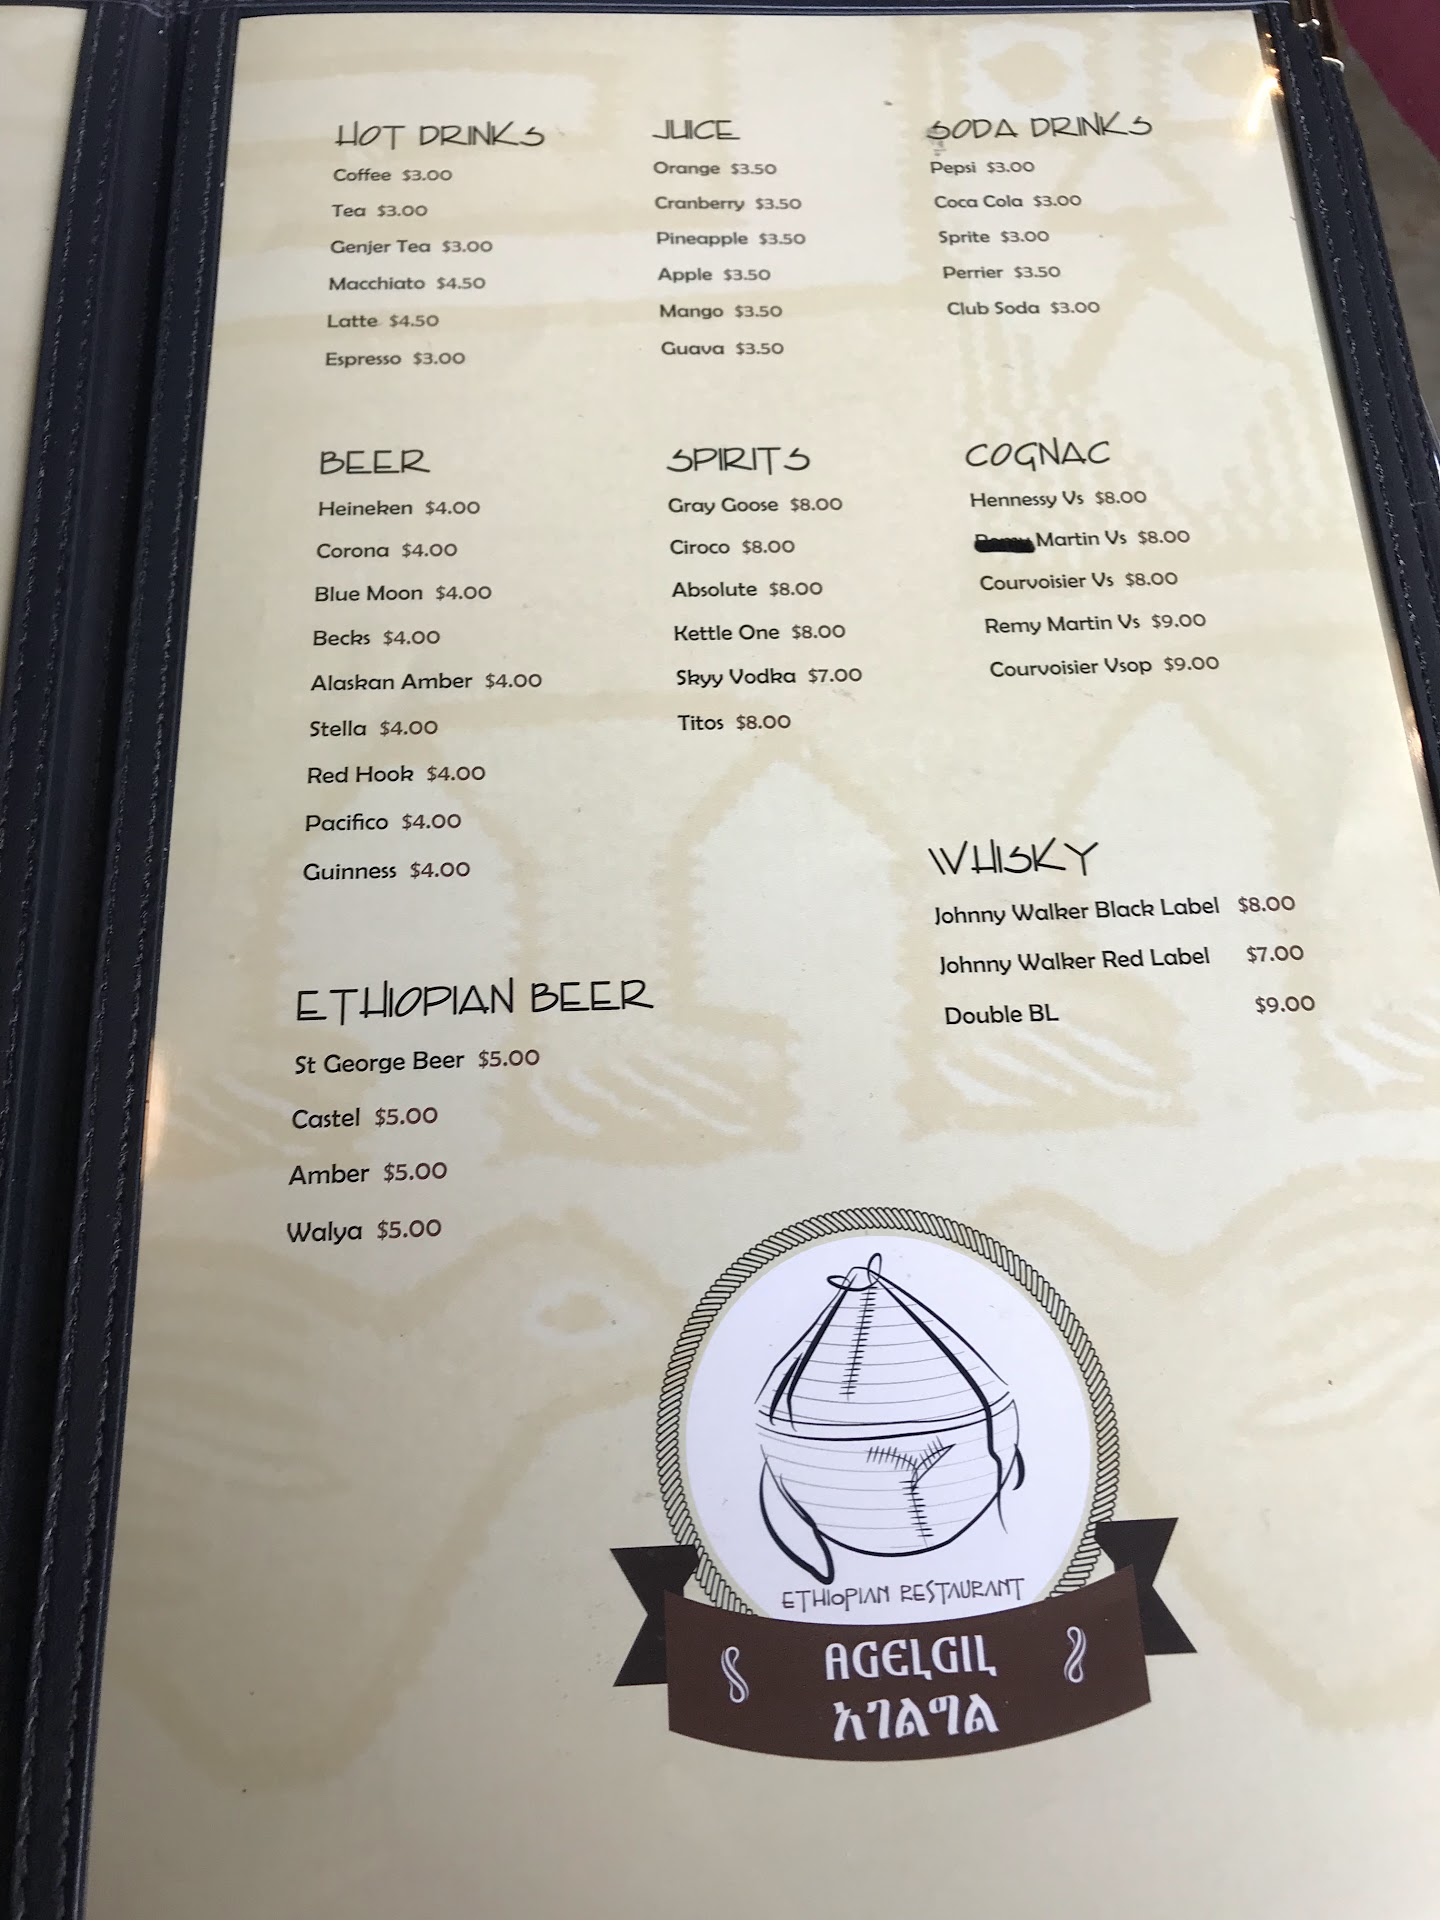 HOT DRINKS
Coffee $3.00
Tea $3.00
Genjer Tea $3.00
Macchiato $4.50
Latte $4.50
Espresso $3.00
JUICE
Orange $3.50
Cranberry $3.50
Pineapple $3.50
Apple $3.50
Mango $3.50
Guava $3.50
SODA DRINKS
Pepsi $3.00
Coca Cola $3.00
Sprite $3.00
Perrier $3.50
Club Soda $3.00
BEER
Heineken $4.00
Corona $4.00
Blue Moon $4.00
Becks $4.00
Alaskan Amber $4.00
Stella $4.00
Red Hook $4.00
Pacifico $4.00
Guinness $4.00
SPIRITS
Gray Goose $8.00
Ciroco $8.00
Absolute $8.00
Kettle One $8.00
Skyy Vodka $7.00
Titos $8.00
COGNAC
Hennessy Vs $8.00
Martin Vs $8.00
Courvoisier Vs $8.00
Remy Martin Vs $9.00
Courvoisier Vsop $9.00
WHISKY
Johnny Walker Black Label $8.00
Johnny Walker Red Label $7.00
Double BL $9.00
ETHIOPIAN BEER
St George Beer $5.00
Castel $5.00
Amber $5.00
Walya $5.00
ETHIOPIAN RESTAURANT
AGELGIL
አገልግል